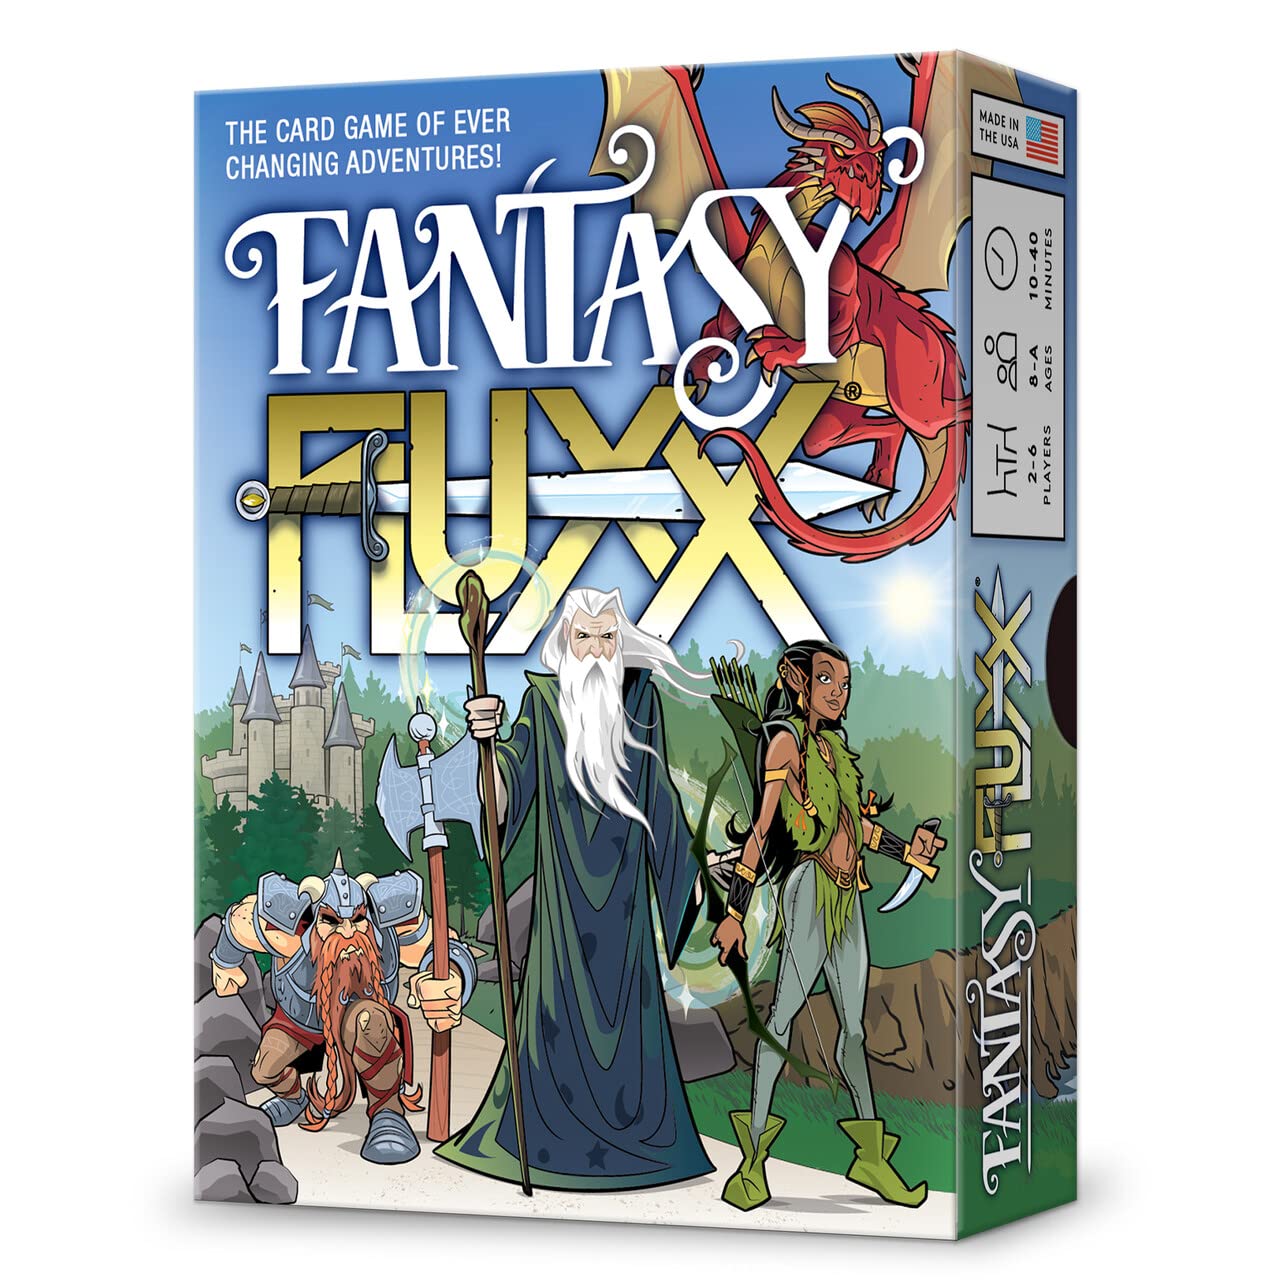 THE CARD GAME OF EVER
CHANGING ADVENTURES!
FANTASY
FLUXX®
MADE IN
THE USA
10-40
MINUTES
8-A
AGES
2-6
PLAYERS
FANTASY FLUXX®